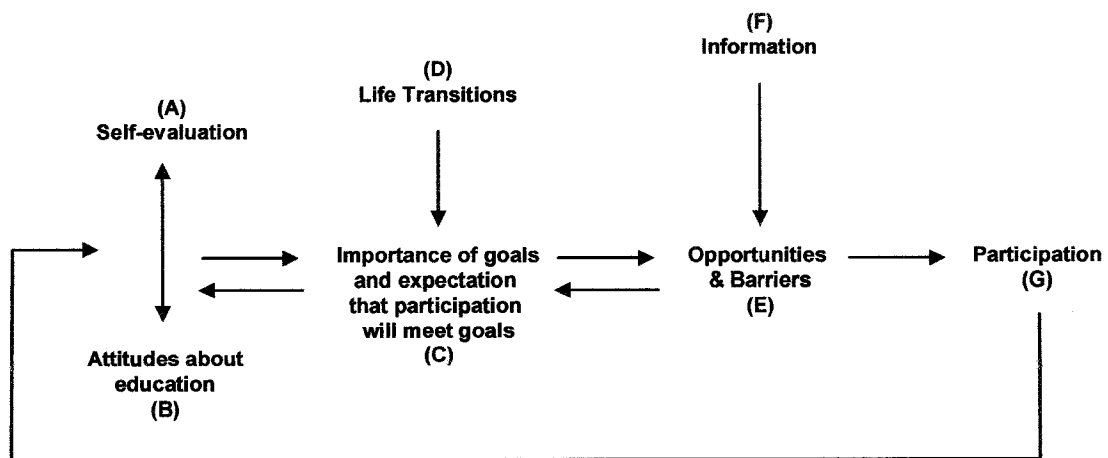 (F)
Information
(D)
Life Transitions
(A)
Self-evaluation
Importance of goals
and expectation
that participation
will meet goals
(C)
Opportunities
& Barriers
(E)
Participation
(G)
Attitudes about
education
(B)